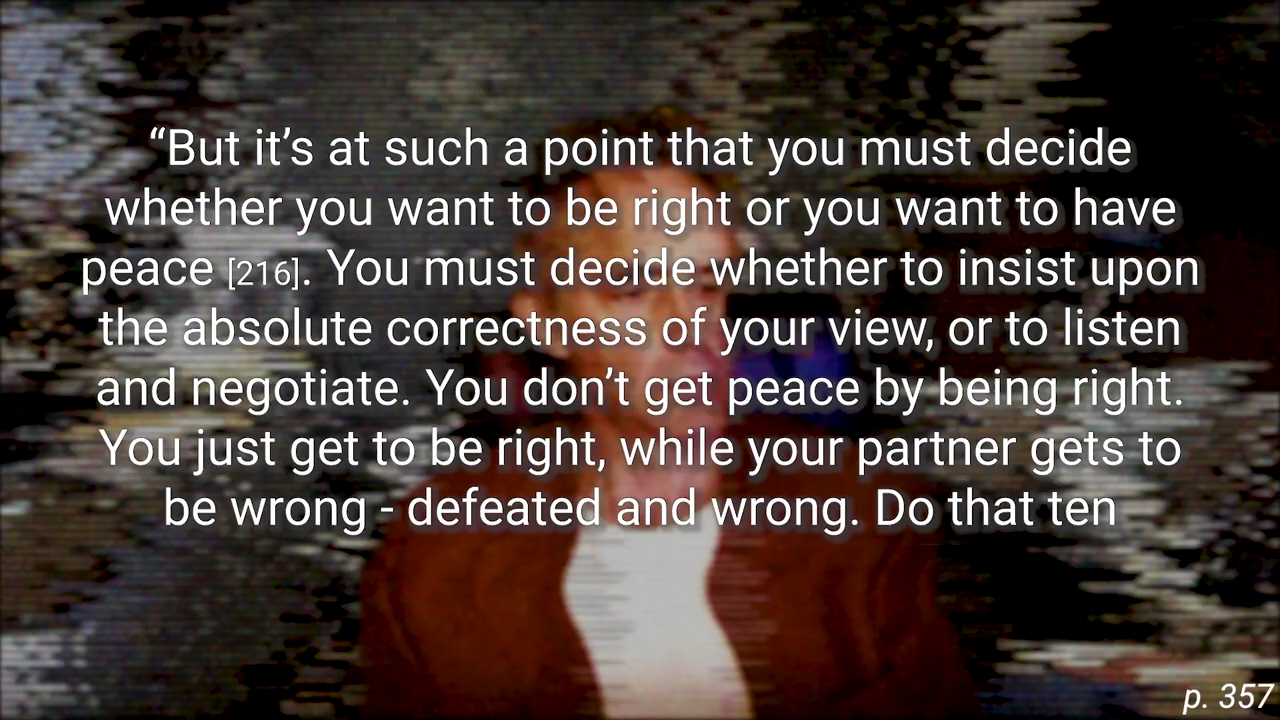 “But it’s at such a point that you must decide
whether you want to be right or you want to have
peace [216]. You must decide whether to insist upon
the absolute correctness of your view, or to listen
and negotiate. You don’t get peace by being right.
You just get to be right, while your partner gets to
be wrong - defeated and wrong. Do that ten
p. 357